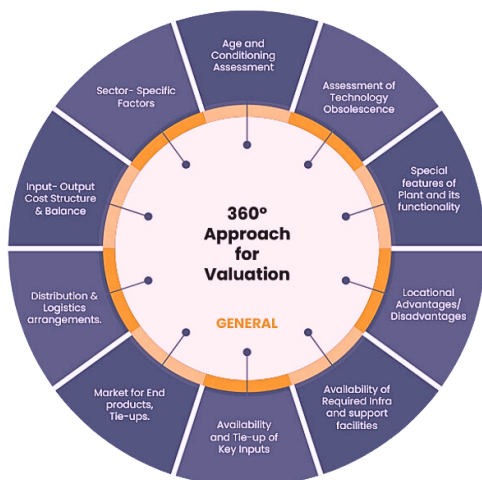 Age and
Conditioning
Assessment
Assessment of
Technology
Obsolescence
Special
features of
Plant and its
functionality
Locational
Advantages/
Disadvantages
Availability of
Required Infra
and support
facilities
Availability
and Tie-up of
Key Inputs
Market for End
products,
Tie-ups.
Distribution &
Logistics
arrangements.
Input- Output
Cost Structure
& Balance
Sector- Specific
Factors
360°
Approach
for
Valuation
GENERAL